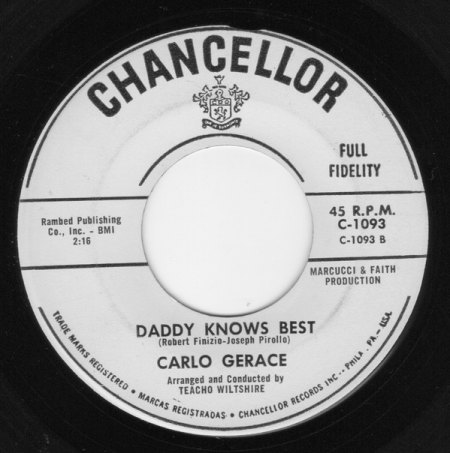 CHANCELLOR
FULL
FIDELITY
Rambed Publishing
Co., Inc. - BMI
2:16
45 R.P.M.
C-1093
C-1093 B
MARCUCCI & FAITH
PRODUCTION
DADDY KNOWS BEST
(Robert Finizio-Joseph Pirollo)
CARLO GERACE
Arranged and Conducted by
TEACHO WILTSHIRE
TRADE MARKS REGISTERED. • MARCAS REGISTRADAS • CHANCELLOR RECORDS INC. - PHILA., PA. - U.S.A.